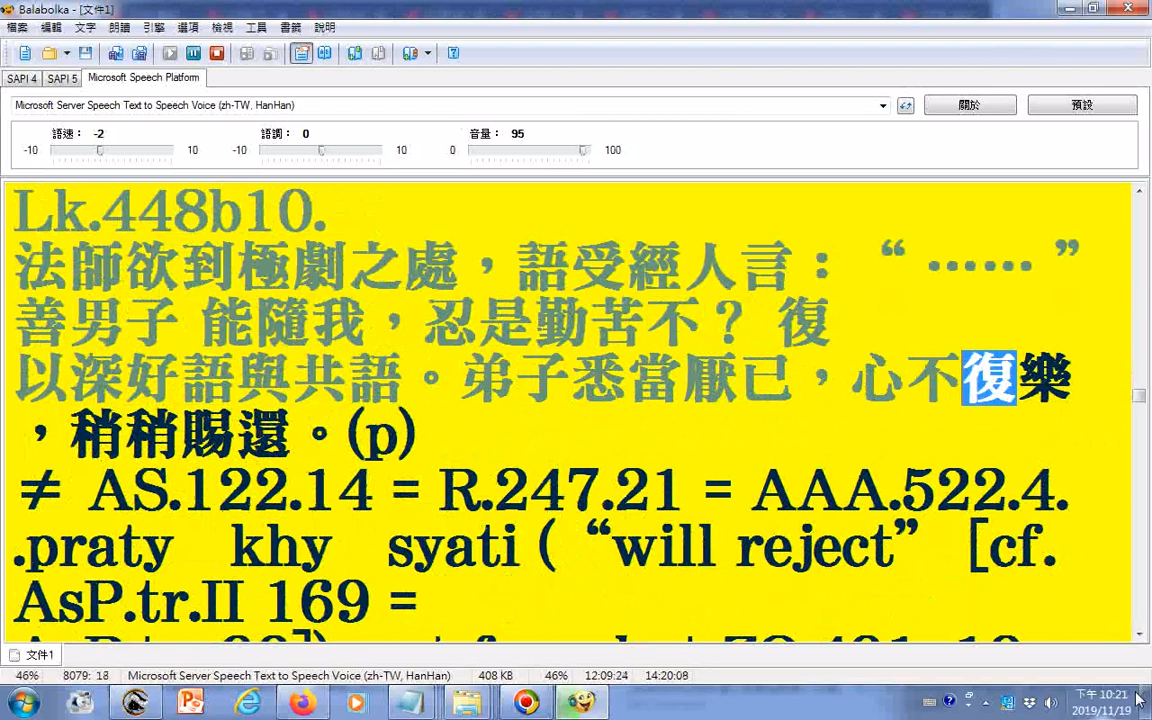 Balabolka - [文件1]
檔案 編輯 文字 朗讀 引擎 選項 檢視 工具 書籤 說明
SAPI 4 SAPI 5 Microsoft Speech Platform
Microsoft Server Speech Text to Speech Voice (zh-TW, HanHan) 關於 預設
語速： -2 語調： 0 音量： 95
-10 10 -10 10 0 100
Lk.448b10.
法師欲到極劇之處，語受經人言：“……”
善男子 能隨我，忍是勤苦不？ 復
以深好語與共語。弟子悉當厭已，心不復樂
，稍稍賜還。(p)
≠ AS.122.14 = R.247.21 = AAA.522.4.
.praty khy syati (“will reject” [cf.
AsP.tr.II 169 =
文件1
46% 8079: 18 Microsoft Server Speech Text to Speech Voice (zh-TW, HanHan) 408 KB 46% 12:09:24 14:20:08
下午 10:21
2019/11/19